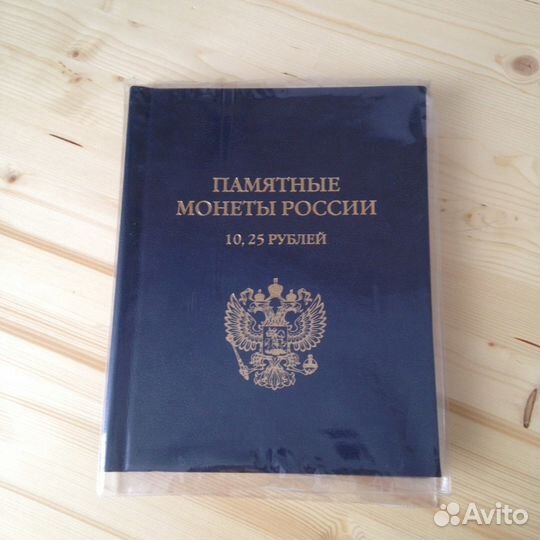 ПАМЯТНЫЕ
МОНЕТЫ РОССИИ
10, 25 РУБЛЕЙ
Avito